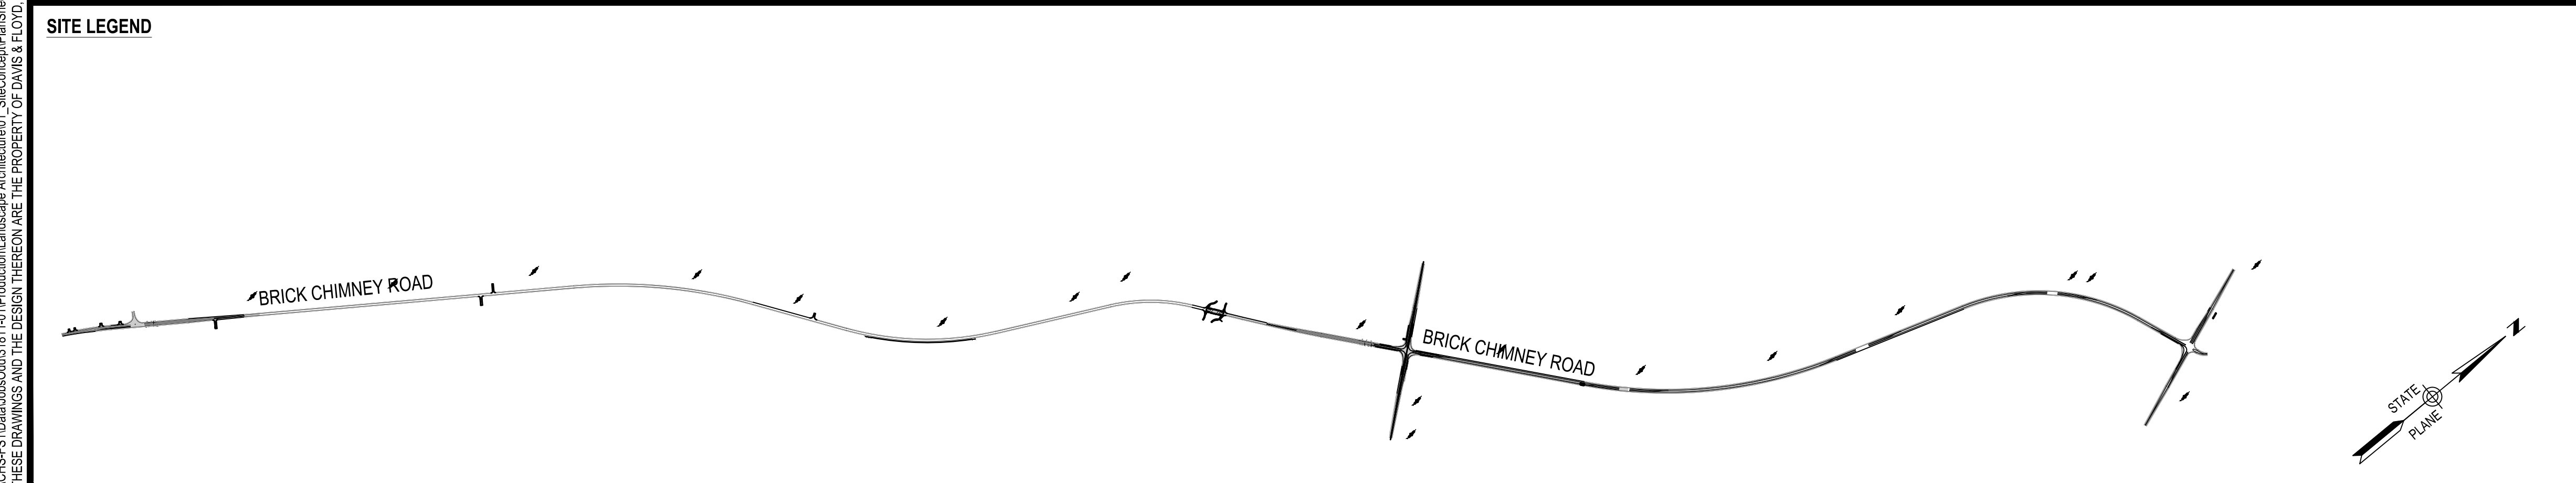 SITE LEGEND
THESE DRAWINGS AND THE DESIGN THEREON ARE THE PROPERTY OF DAVIS & FLOYD,
BRICK CHIMNEY ROAD
BRICK CHIMNEY ROAD
N
STATE
PLANE